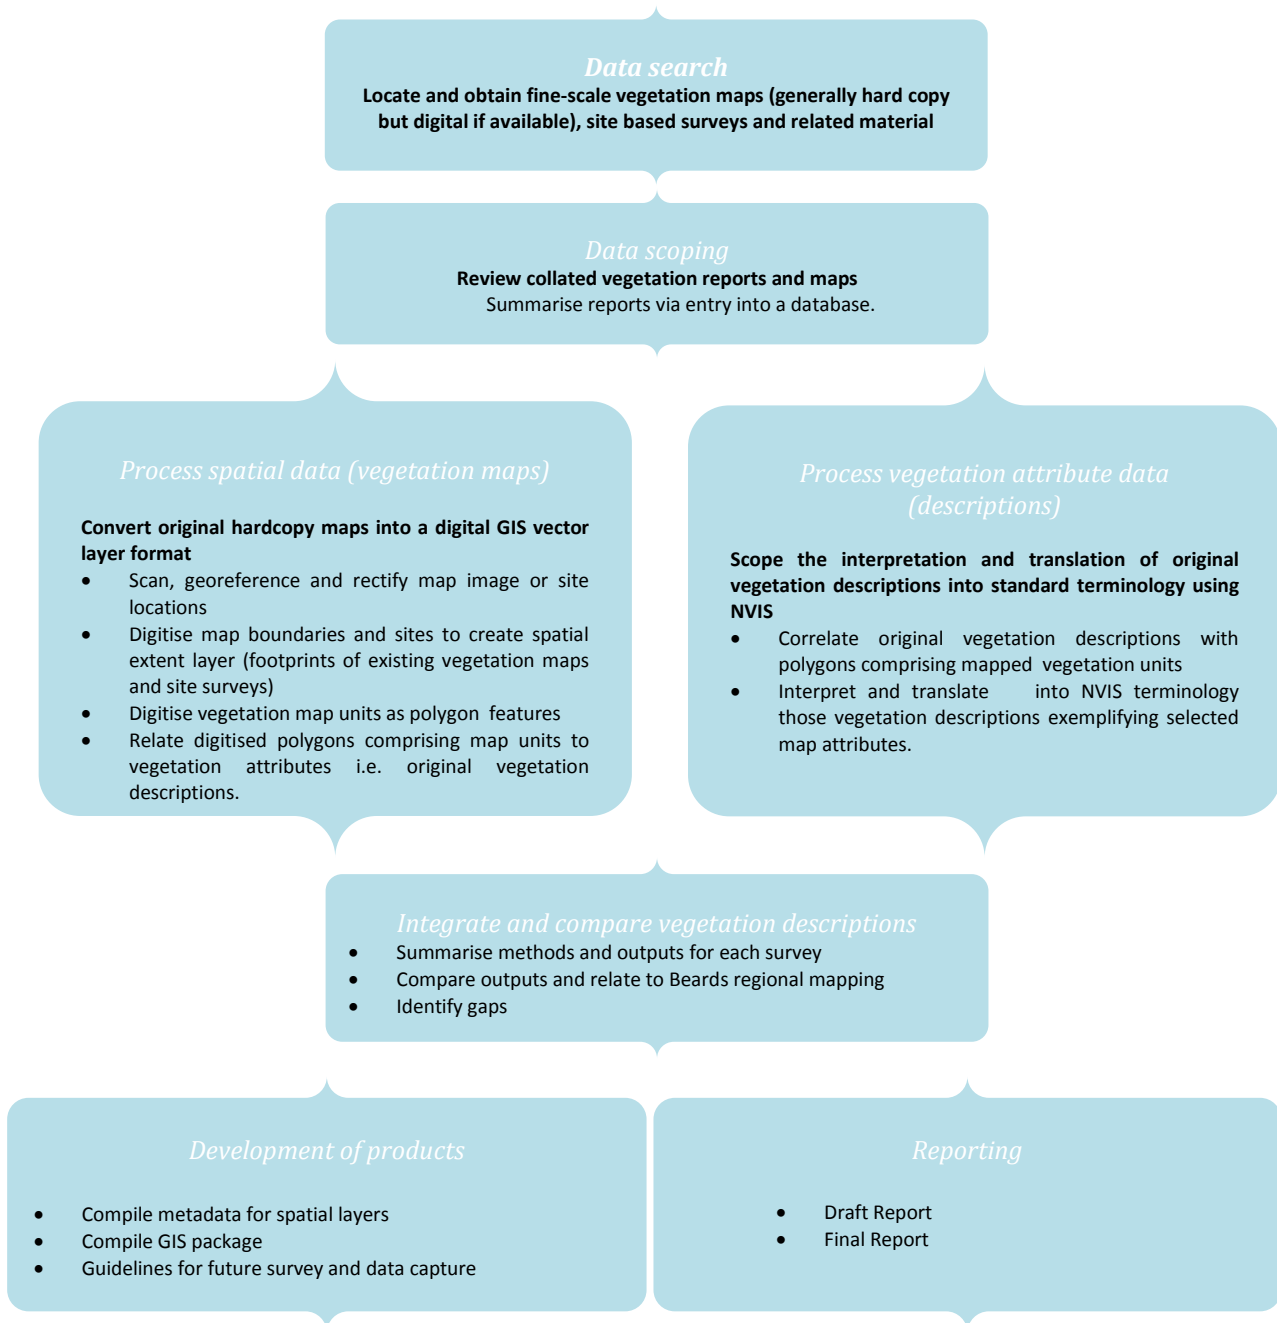 Data search
Locate and obtain fine-scale vegetation maps (generally hard copy
but digital if available), site based surveys and related material
Data scoping
Review collated vegetation reports and maps
Summarise reports via entry into a database.
Process spatial data (vegetation maps)
Convert original hardcopy maps into a digital GIS vector
layer format
• Scan, georeference and rectify map image or site
locations
• Digitise map boundaries and sites to create spatial
extent layer (footprints of existing vegetation maps
and site surveys)
• Digitise vegetation map units as polygon features
• Relate digitised polygons comprising map units to
vegetation attributes i.e. original vegetation
descriptions.
Process vegetation attribute data
(descriptions)
Scope the interpretation and translation of original
vegetation descriptions into standard terminology using
NVIS
• Correlate original vegetation descriptions with
polygons comprising mapped vegetation units
• Interpret and translate into NVIS terminology
those vegetation descriptions exemplifying selected
map attributes.
Integrate and compare vegetation descriptions
• Summarise methods and outputs for each survey
• Compare outputs and relate to Beards regional mapping
• Identify gaps
Development of products
• Compile metadata for spatial layers
• Compile GIS package
• Guidelines for future survey and data capture
Reporting
• Draft Report
• Final Report